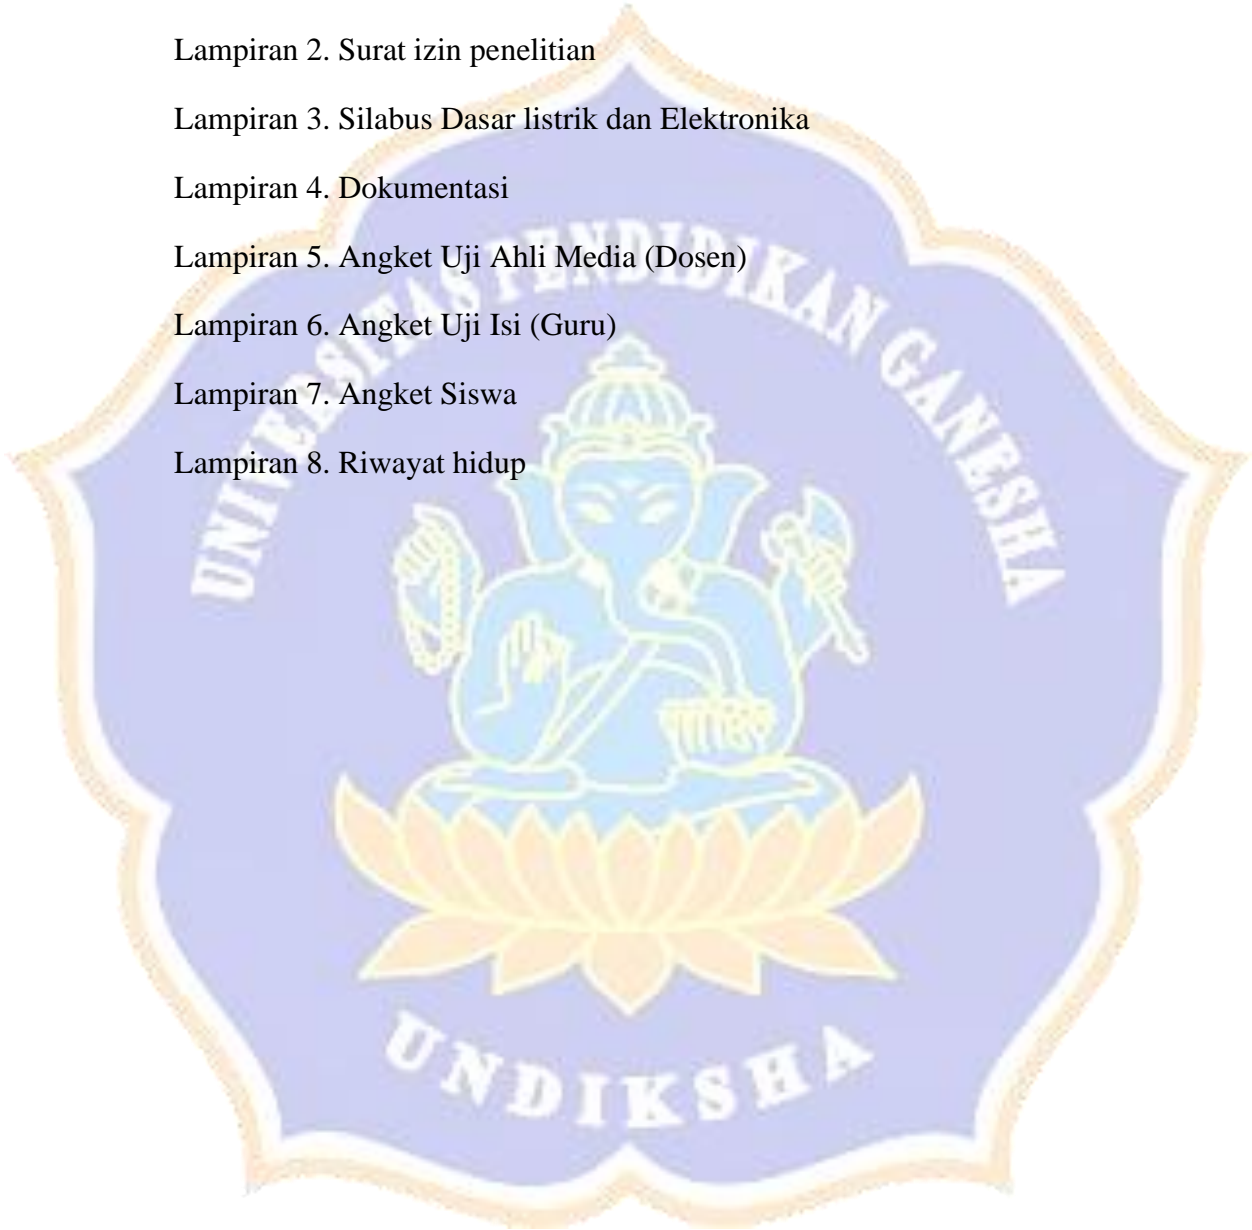 Lampiran 2. Surat izin penelitian
Lampiran 3. Silabus Dasar listrik dan Elektronika
Lampiran 4. Dokumentasi
Lampiran 5. Angket Uji Ahli Media (Dosen)
Lampiran 6. Angket Uji Isi (Guru)
Lampiran 7. Angket Siswa
Lampiran 8. Riwayat hidup
UNIVERSITAS PENDIDIKAN GANESHA
UNDIKSHA